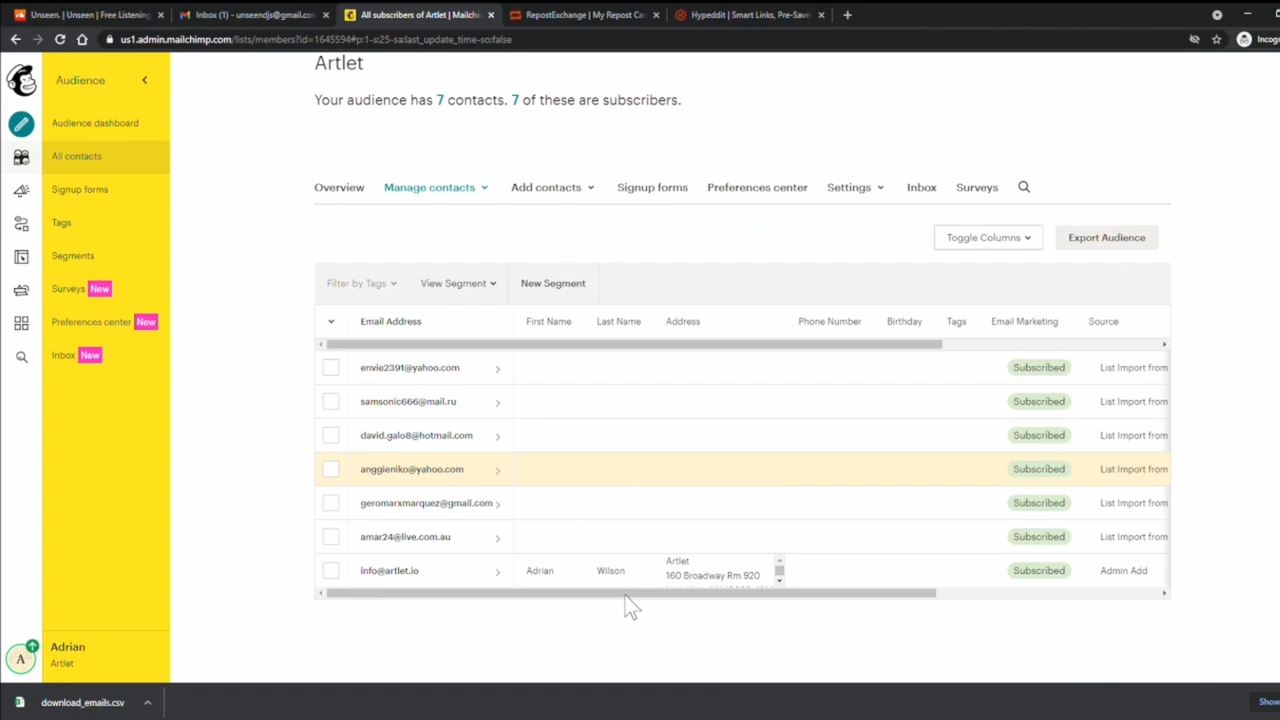 Unseen. | Unseen | Free Listening
Inbox (1) - unseendjs@gmail.co
All subscribers of Artlet | Mailchi
RepostExchange | My Repost Ca
Hypeddit | Smart Links, Pre-Save
us1.admin.mailchimp.com/lists/members?id=1645594#p:1-s:25-sa:last_update_time-so:false
Incog
Audience
Audience dashboard
All contacts
Signup forms
Tags
Segments
Surveys New
Preferences center New
Inbox New
Adrian
Artlet
A
Artlet
Your audience has 7 contacts. 7 of these are subscribers.
Overview Manage contacts Add contacts Signup forms Preferences center Settings Inbox Surveys
Toggle Columns Export Audience
Filter by Tags View Segment New Segment
Email Address First Name Last Name Address Phone Number Birthday Tags Email Marketing Source
envie2391@yahoo.com Subscribed List Import from
samsonic666@mail.ru Subscribed List Import from
david.galo8@hotmail.com Subscribed List Import from
anggieniko@yahoo.com Subscribed List Import from
geromarxmarquez@gmail.com Subscribed List Import from
amar24@live.com.au Subscribed List Import from
info@artlet.io Adrian Wilson Artlet Subscribed Admin Add
160 Broadway Rm 920
download_emails.csv
Show